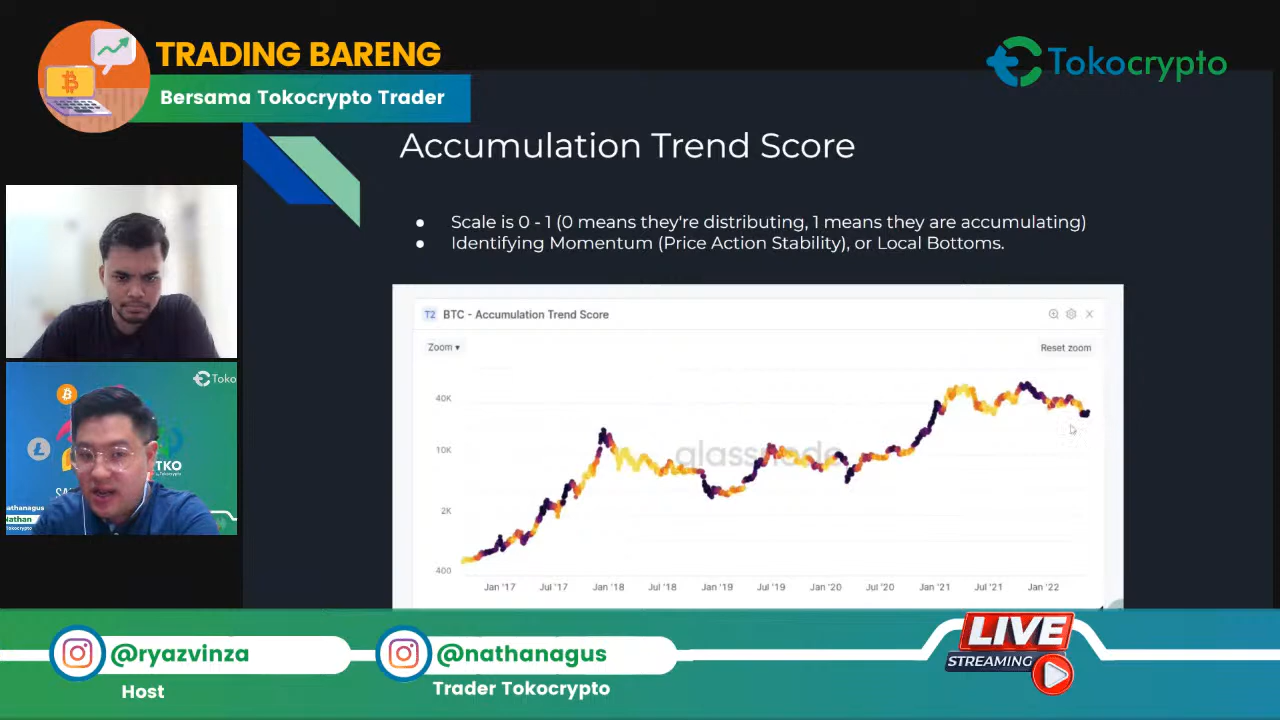 TRADING BARENG
Bersama Tokocrypto Trader
Tokocrypto
Accumulation Trend Score
● Scale is 0 - 1 (0 means they're distributing, 1 means they are accumulating)
● Identifying Momentum (Price Action Stability), or Local Bottoms.
T2 BTC - Accumulation Trend Score
Zoom ▾
Reset zoom
glassnode
40K
10K
2K
400
Jan '17 Jul '17 Jan '18 Jul '18 Jan '19 Jul '19 Jan '20 Jul '20 Jan '21 Jul '21 Jan '22
Toko
TKO
Nathan
Tokocrypto
@ryazvinza
Host
@nathanagus
Trader Tokocrypto
LIVE
STREAMING